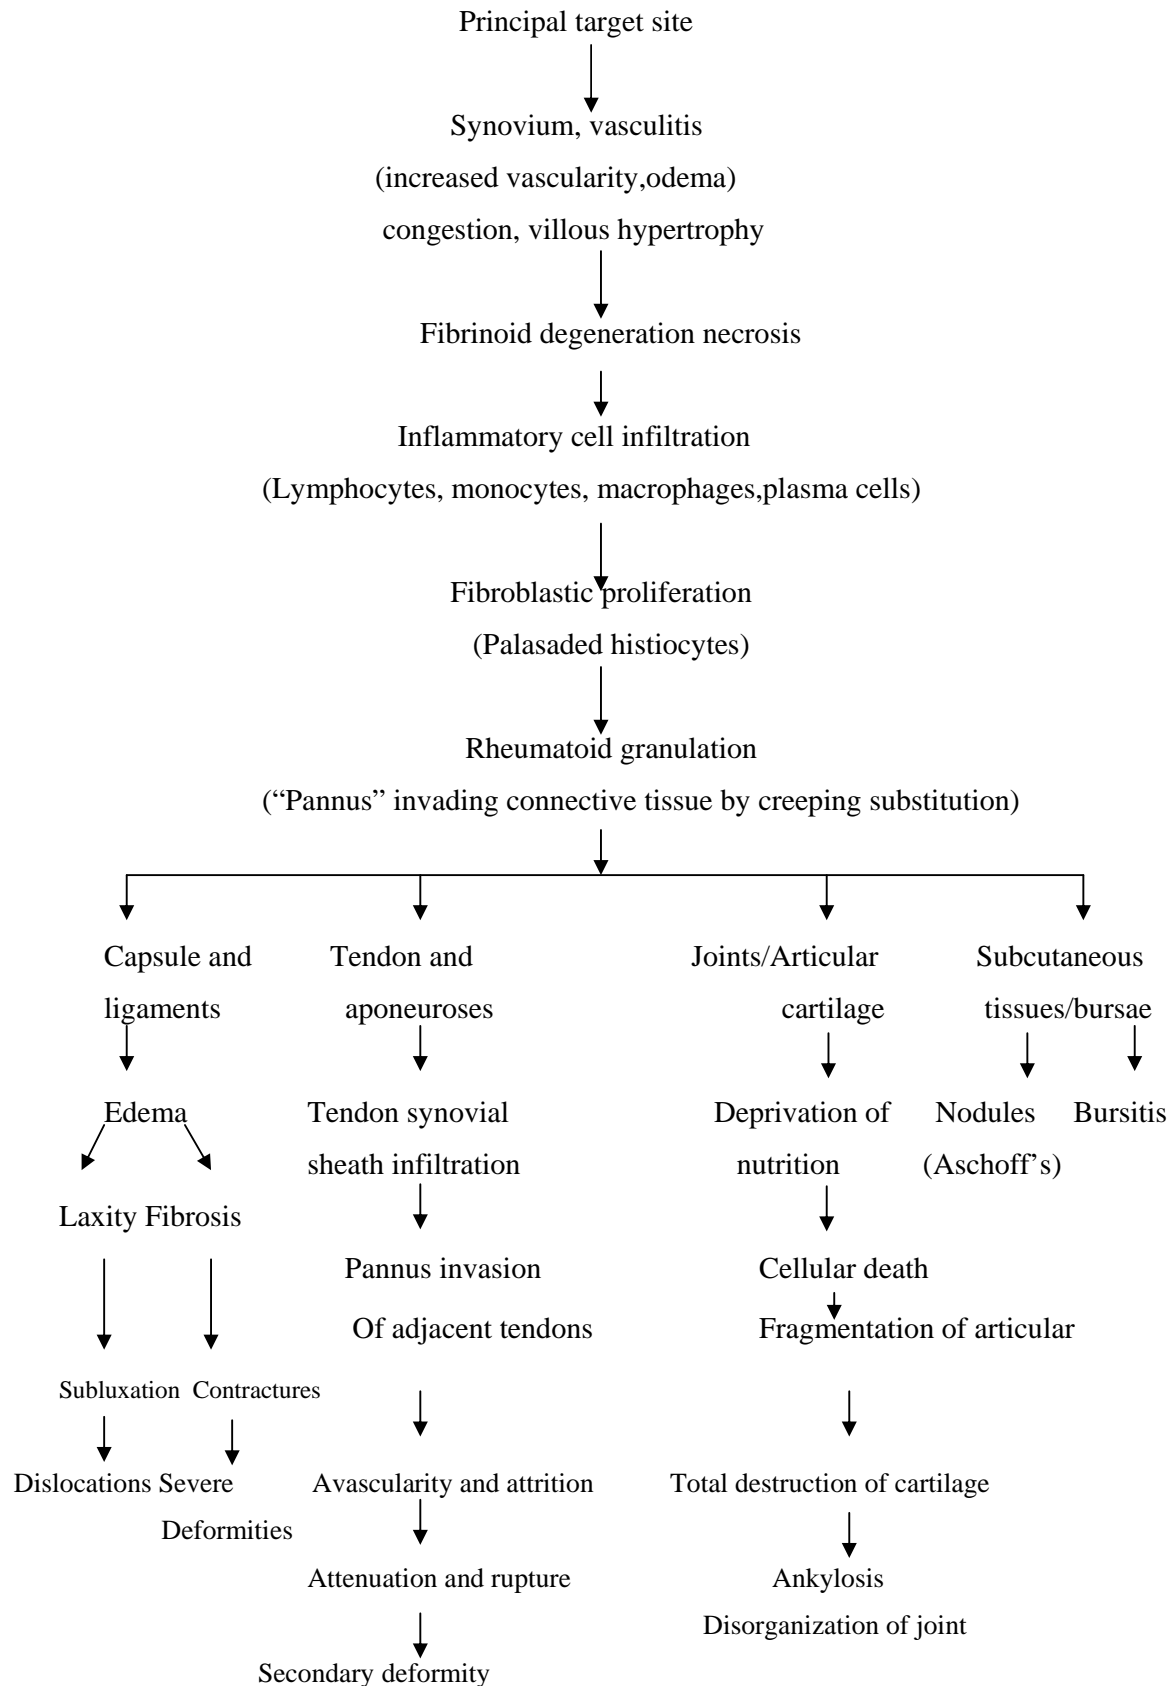 Principal target site
Synovium, vasculitis
(increased vascularity,odema)
congestion, villous hypertrophy
Fibrinoid degeneration necrosis
Inflammatory cell infiltration
(Lymphocytes, monocytes, macrophages,plasma cells)
Fibroblastic proliferation
(Palasaded histiocytes)
Rheumatoid granulation
(“Pannus” invading connective tissue by creeping substitution)
Capsule and
ligaments
Tendon and
aponeuroses
Joints/Articular
cartilage
Subcutaneous
tissues/bursae
Edema
Tendon synovial
sheath infiltration
Deprivation of
nutrition
Nodules
(Aschoff’s)
Bursitis
Laxity Fibrosis
Pannus invasion
Of adjacent tendons
Cellular death
Fragmentation of articular
Subluxation Contractures
Dislocations Severe
Deformities
Avascularity and attrition
Total destruction of cartilage
Attenuation and rupture
Ankylosis
Disorganization of joint
Secondary deformity